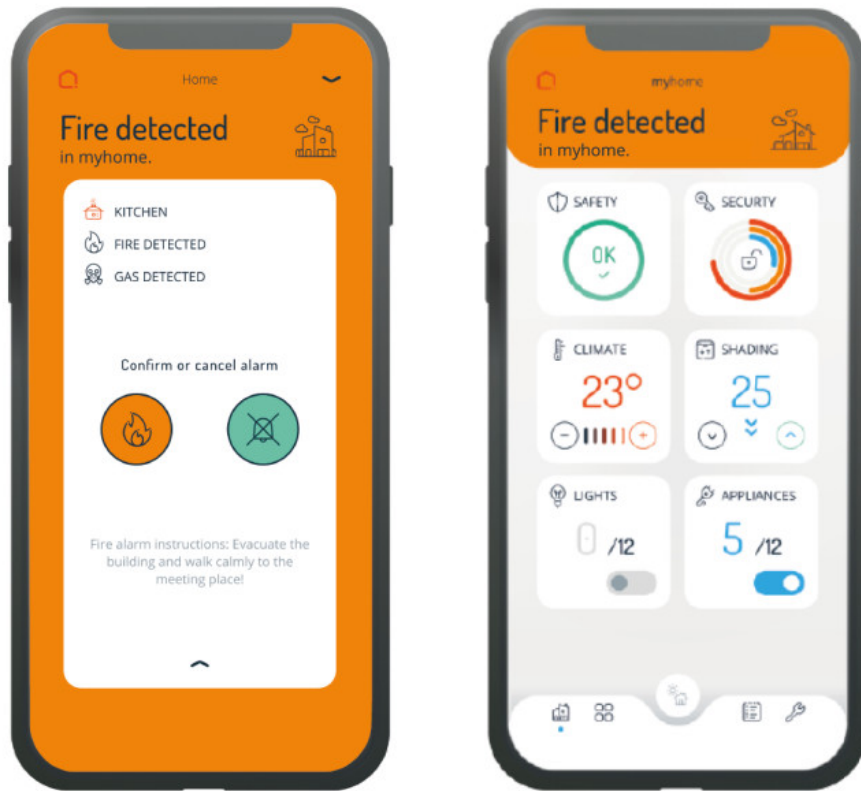 Home
Fire detected
in myhome.
KITCHEN
FIRE DETECTED
GAS DETECTED
Confirm or cancel alarm
Fire alarm instructions: Evacuate the
building and walk calmly to the
meeting place!
myhome
Fire detected
in myhome.
SAFETY
OK
SECURTY
CLIMATE
23°
SHADING
25
LIGHTS
0 /12
APPLIANCES
5 /12